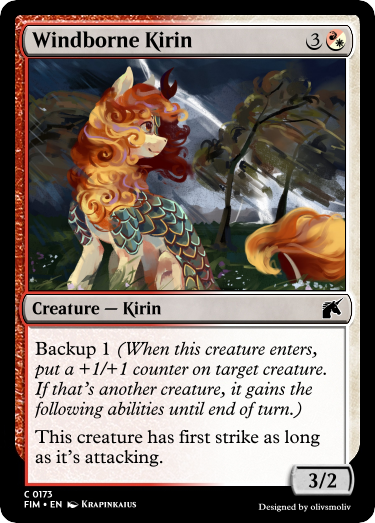 Windborne Kirin 3
Creature — Kirin
Backup 1 (When this creature enters,
put a +1/+1 counter on target creature.
If that's another creature, it gains the
following abilities until end of turn.)
This creature has first strike as long
as it's attacking.
3/2
C 0173
FIM • EN Krapinkaius
Designed by olivsmoliv